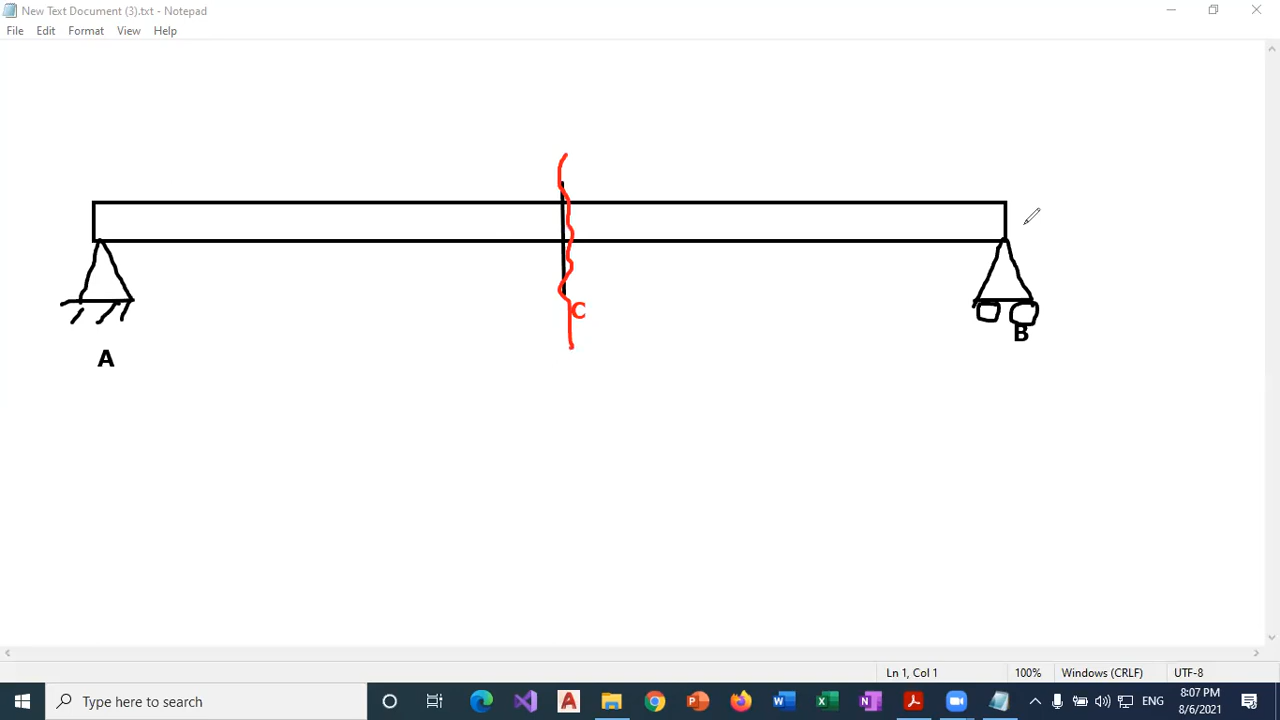 New Text Document (3).txt - Notepad
File Edit Format View Help
C
B
A
Ln 1, Col 1 100% Windows (CRLF) UTF-8
Type here to search
ENG
8:07 PM
8/6/2021